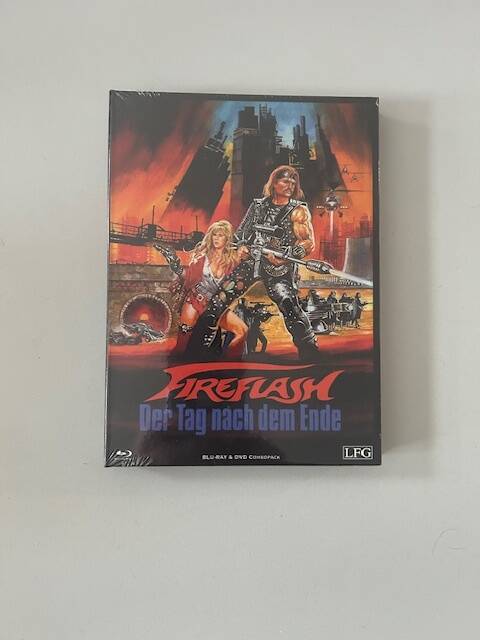 FIREFLASH
Der Tag nach dem Ende
BLU-RAY & DVD COMBOPACK
LFG